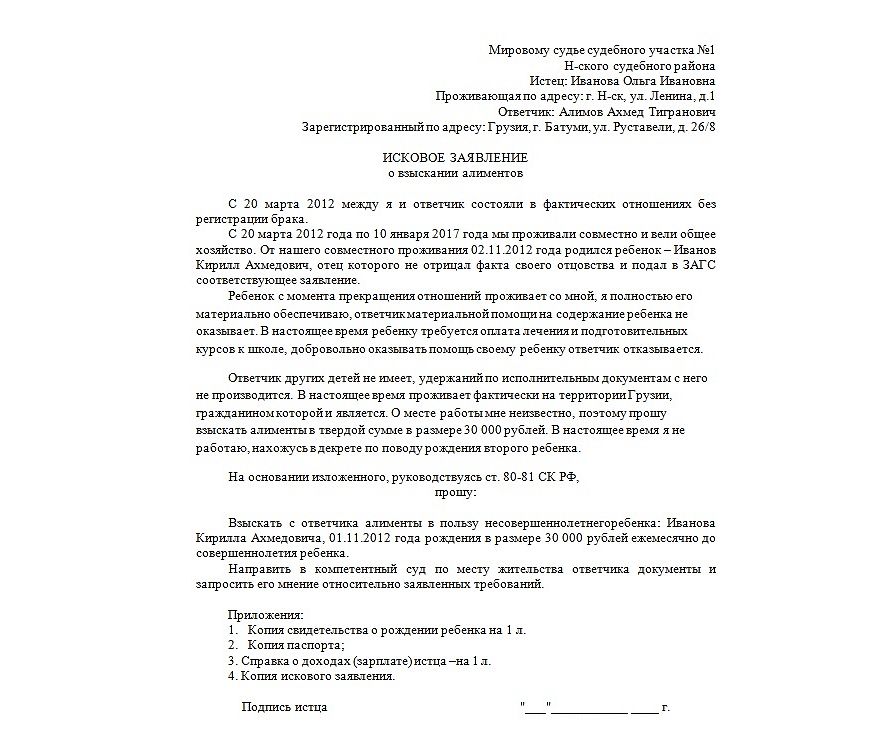 Мировому судье судебного участка №1
Н-ского судебного района
Истец: Иванова Ольга Ивановна
Проживающая по адресу: г. Н-ск, ул. Ленина, д.1
Ответчик: Алимов Ахмед Тигранович
Зарегистрированный по адресу: Грузия, г. Батуми, ул. Руставели, д. 26/8
ИСКОВОЕ ЗАЯВЛЕНИЕ
о взыскании алиментов
С 20 марта 2012 между я и ответчик состояли в фактических отношениях без
регистрации брака.
С 20 марта 2012 года по 10 января 2017 года мы проживали совместно и вели общее
хозяйство. От нашего совместного проживания 02.11.2012 года родился ребенок – Иванов
Кирилл Ахмедович, отец которого не отрицал факта своего отцовства и подал в ЗАГС
соответствующее заявление.
Ребенок с момента прекращения отношений проживает со мной, я полностью его
материально обеспечиваю, ответчик материальной помощи на содержание ребенка не
оказывает. В настоящее время ребенку требуется оплата лечения и подготовительных
курсов к школе, добровольно оказывать помощь своему ребенку ответчик отказывается.
Ответчик других детей не имеет, удержаний по исполнительным документам с него
не производится. В настоящее время проживает фактически на территории Грузии,
гражданином которой и является. О месте работы мне неизвестно, поэтому прошу
взыскать алименты в твердой сумме в размере 30 000 рублей. В настоящее время я не
работаю, нахожусь в декрете по поводу рождения второго ребенка.
На основании изложенного, руководствуясь ст. 80-81 СК РФ,
прошу:
Взыскать с ответчика алименты в пользу несовершеннолетнегоребенка: Иванова
Кирилла Ахмедовича, 01.11.2012 года рождения в размере 30 000 рублей ежемесячно до
совершеннолетия ребенка.
Направить в компетентный суд по месту жительства ответчика документы и
запросить его мнение относительно заявленных требований.
Приложения:
1. Копия свидетельства о рождении ребенка на 1 л.
2. Копия паспорта;
3. Справка о доходах (зарплате) истца –на 1 л.
4. Копия искового заявления.
Подпись истца "___"___________ ____ г.